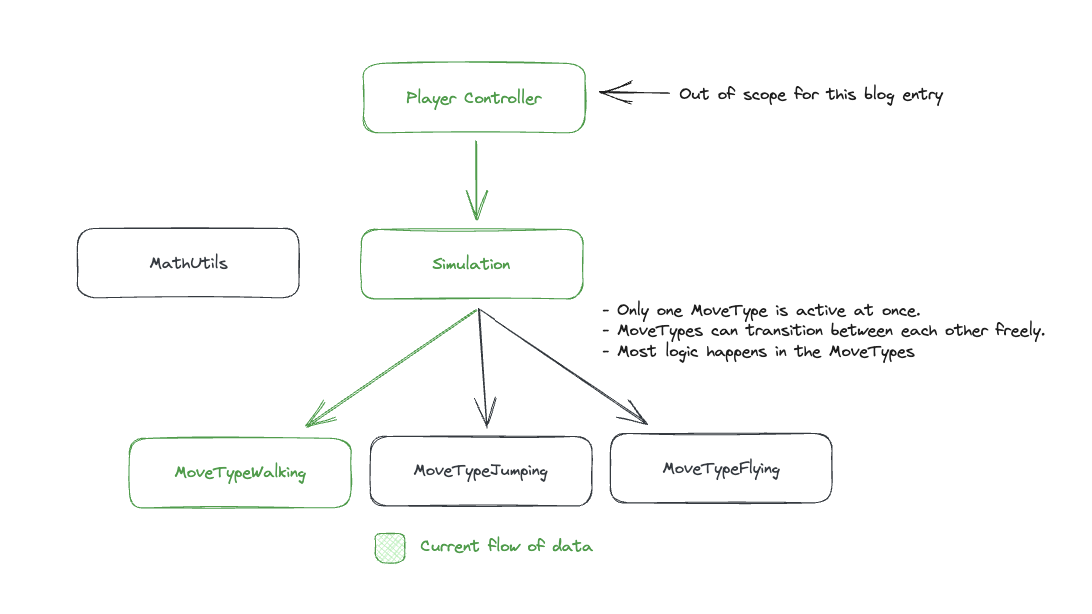 Player Controller
Out of scope for this blog entry
MathUtils
Simulation
- Only one MoveType is active at once.
- MoveTypes can transition between each other freely.
- Most logic happens in the MoveTypes
MoveTypeWalking
MoveTypeJumping
MoveTypeFlying
Current flow of data